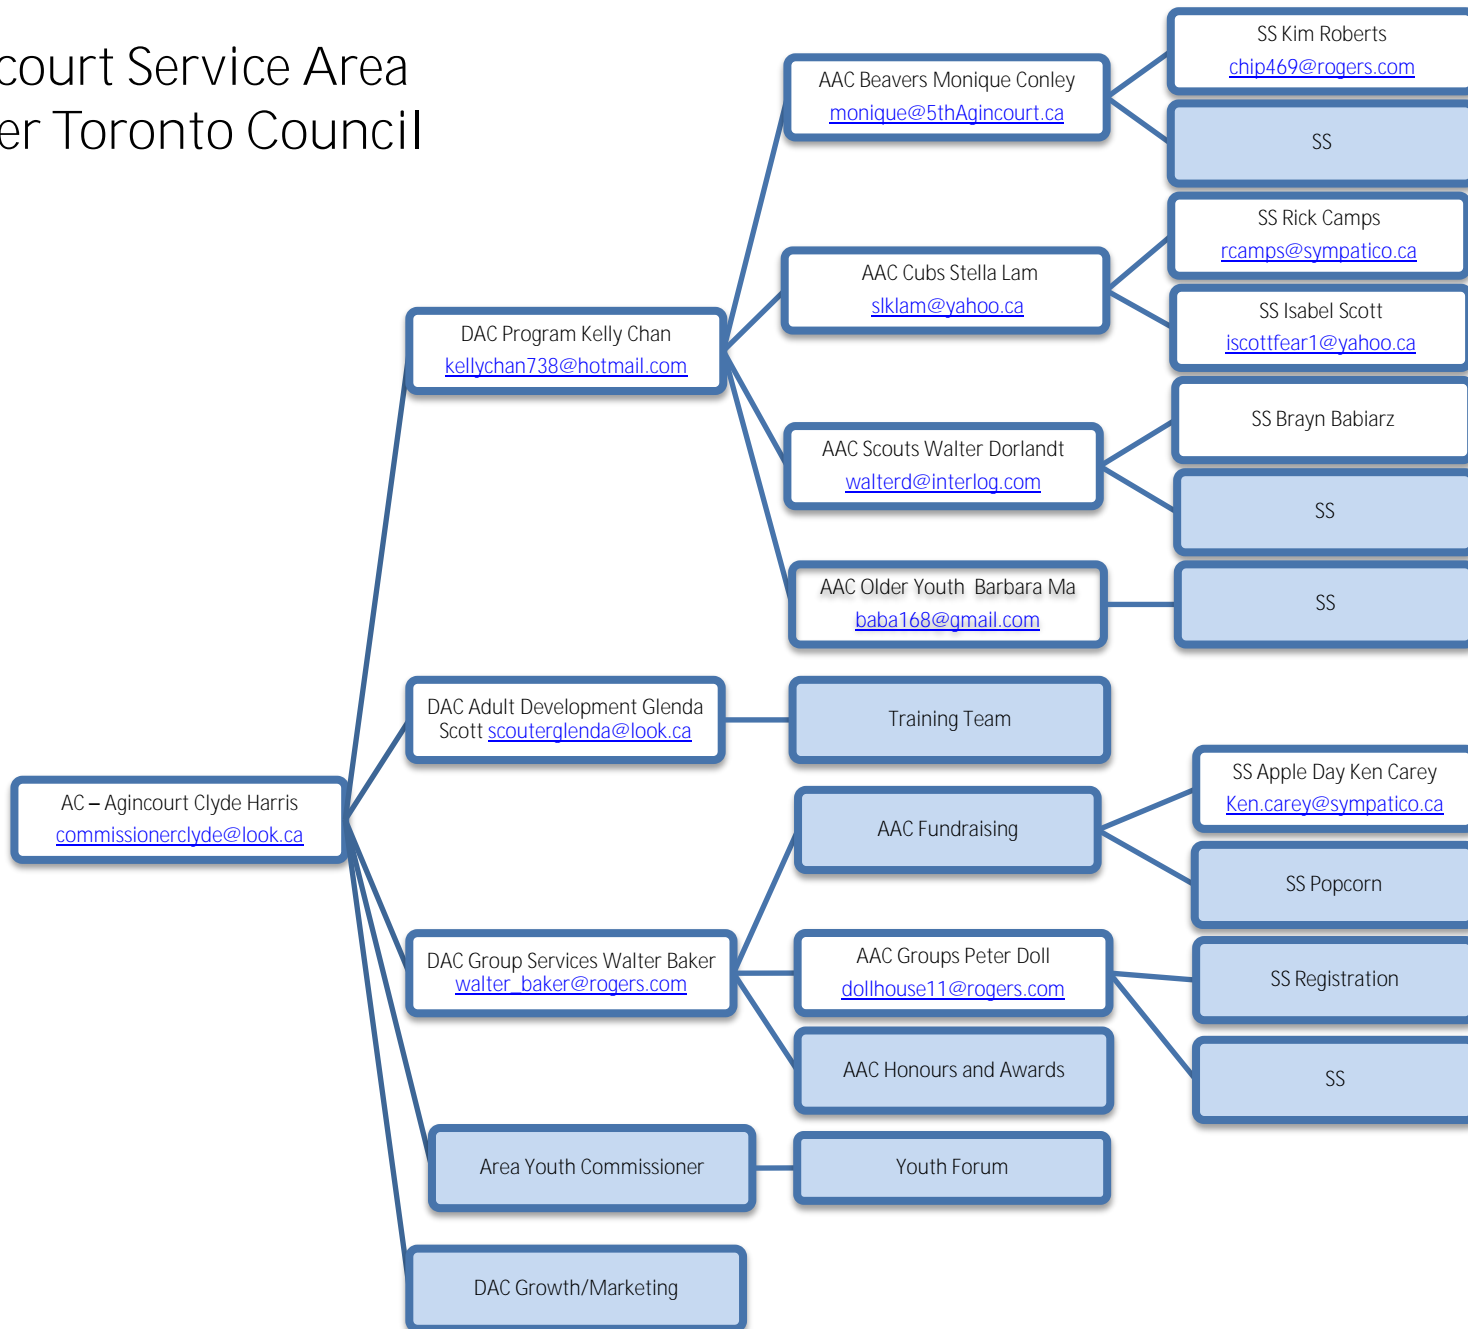 court Service Area
er Toronto Council
SS Kim Roberts
chip469@rogers.com
AAC Beavers Monique Conley
monique@5thAgincourt.ca
SS
SS Rick Camps
rcamps@sympatico.ca
AAC Cubs Stella Lam
slklam@yahoo.ca
SS Isabel Scott
iscottfear1@yahoo.ca
DAC Program Kelly Chan
kellychan738@hotmail.com
SS Brayn Babiarz
AAC Scouts Walter Dorlandt
walterd@interlog.com
SS
AAC Older Youth  Barbara Ma
baba168@gmail.com
SS
DAC Adult Development Glenda
Scott scouterglenda@look.ca
Training Team
SS Apple Day Ken Carey
Ken.carey@sympatico.ca
AC – Agincourt Clyde Harris
commissionerclyde@look.ca
AAC Fundraising
SS Popcorn
DAC Group Services Walter Baker
walter_baker@rogers.com
AAC Groups Peter Doll
dollhouse11@rogers.com
SS Registration
AAC Honours and Awards
SS
Area Youth Commissioner
Youth Forum
DAC Growth/Marketing